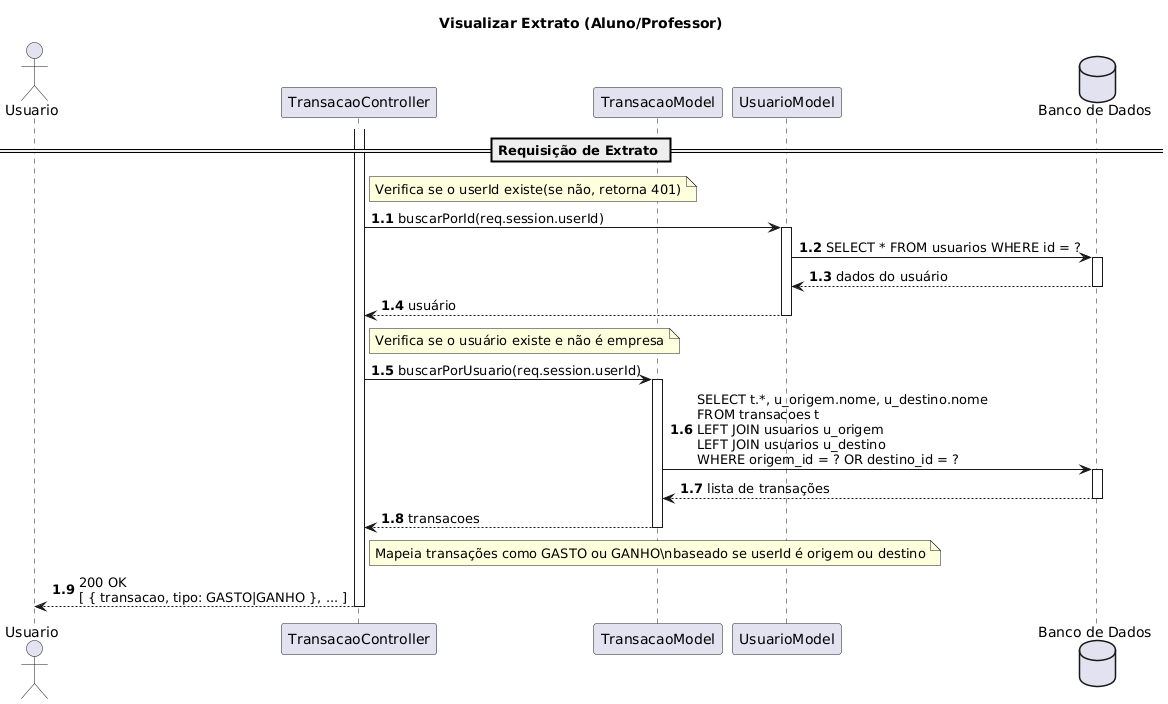 Visualizar Extrato (Aluno/Professor)
Usuario
TransacaoController
TransacaoModel
UsuarioModel
Banco de Dados
Requisição de Extrato
Verifica se o userId existe(se não, retorna 401)
1.1 buscarPorId(req.session.userId)
1.2 SELECT * FROM usuarios WHERE id = ?
1.3 dados do usuário
1.4 usuário
Verifica se o usuário existe e não é empresa
1.5 buscarPorUsuario(req.session.userId)
SELECT t.*, u_origem.nome, u_destino.nome
FROM transacoes t
1.6 LEFT JOIN usuarios u_origem
LEFT JOIN usuarios u_destino
WHERE origem_id = ? OR destino_id = ?
1.7 lista de transações
1.8 transacoes
Mapeia transações como GASTO ou GANHO\nbaseado se userId é origem ou destino
1.9 200 OK
[ { transacao, tipo: GASTO|GANHO }, ... ]
Usuario
TransacaoController
TransacaoModel
UsuarioModel
Banco de Dados